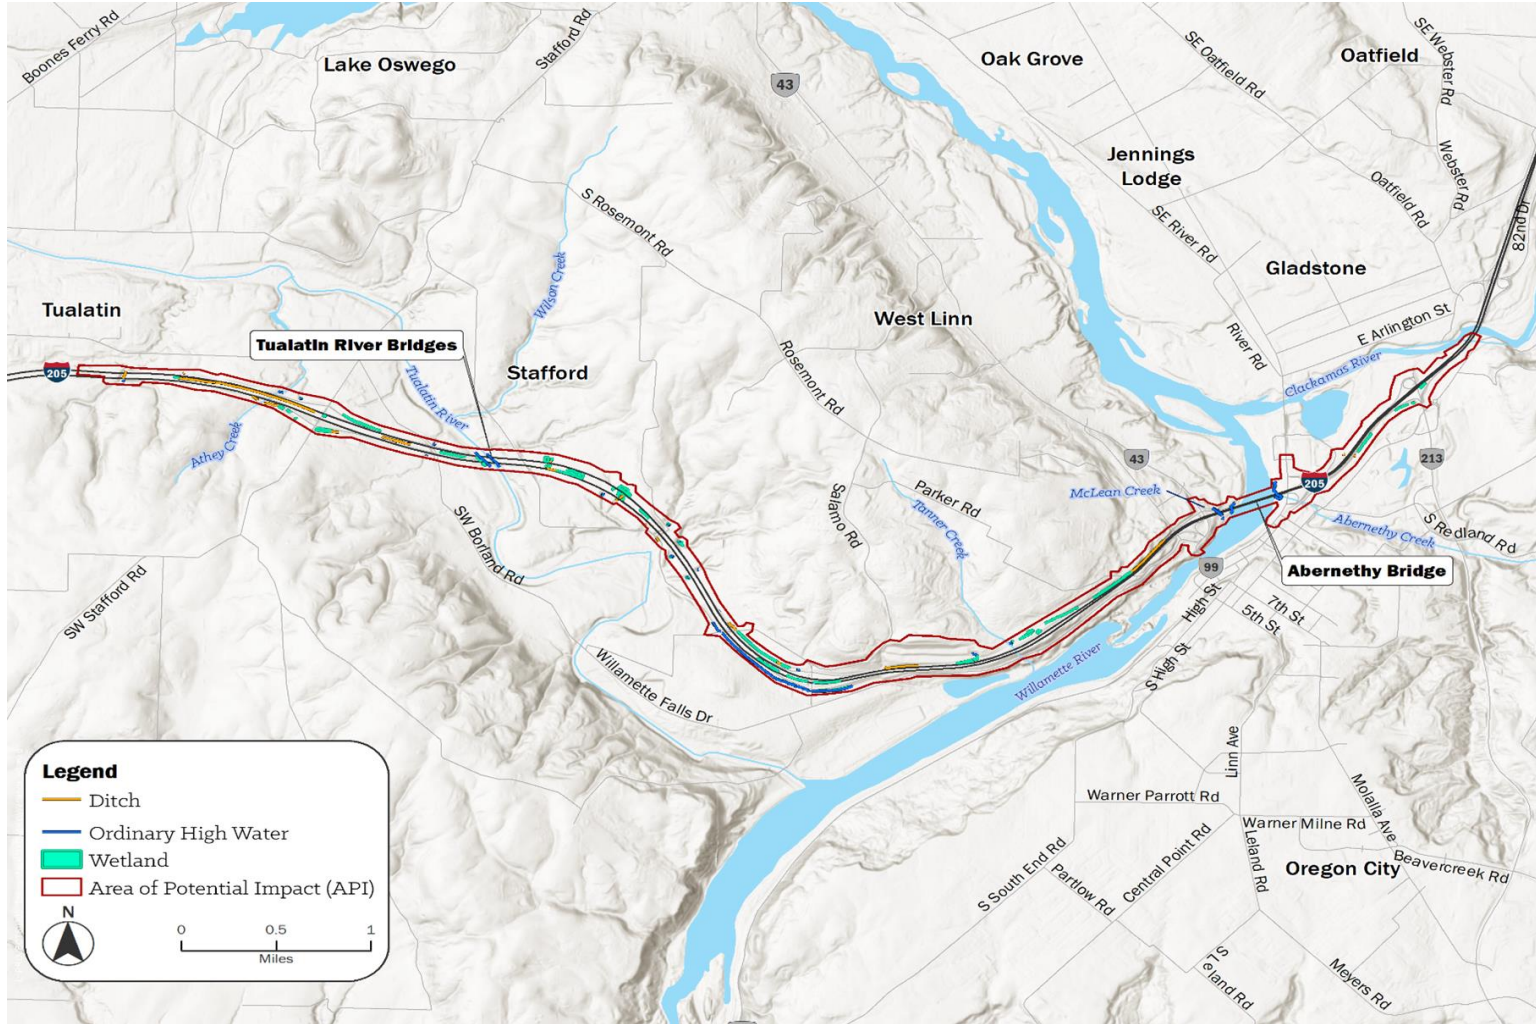 Boones Ferry Rd
Lake Oswego
Stafford Rd
43
Oak Grove
SE Oatfield Rd
Oatfield
SE Webster Rd
Jennings
Lodge
Webster Rd
Oatfield Rd
SE River Rd
82nd Dr
S Rosemont Rd
Wilson Creek
Gladstone
Tualatin
West Linn
E Arlington St
River Rd
Tualatin River Bridges
Stafford
205
Rosemont Rd
Clackamas River
Tualatin River
Athey Creek
43
213
205
McLean Creek
Parker Rd
Salamo Rd
Tanner Creek
SW Borland Rd
S Redland Rd
Abernethy Creek
99
Abernethy Bridge
SW Stafford Rd
High St
7th St
5th St
Willamette River
S High St
Willamette Falls Dr
Linn Ave
Legend
Ditch
Ordinary High Water
Wetland
Area of Potential Impact (API)
N
0 0.5 1
Miles
Warner Parrott Rd
Molalla Ave
Warner Milne Rd
Leland Rd
Central Point Rd
S South End Rd
Partlow Rd
Oregon City
Beavercreek Rd
S Leland Rd
Meyers Rd